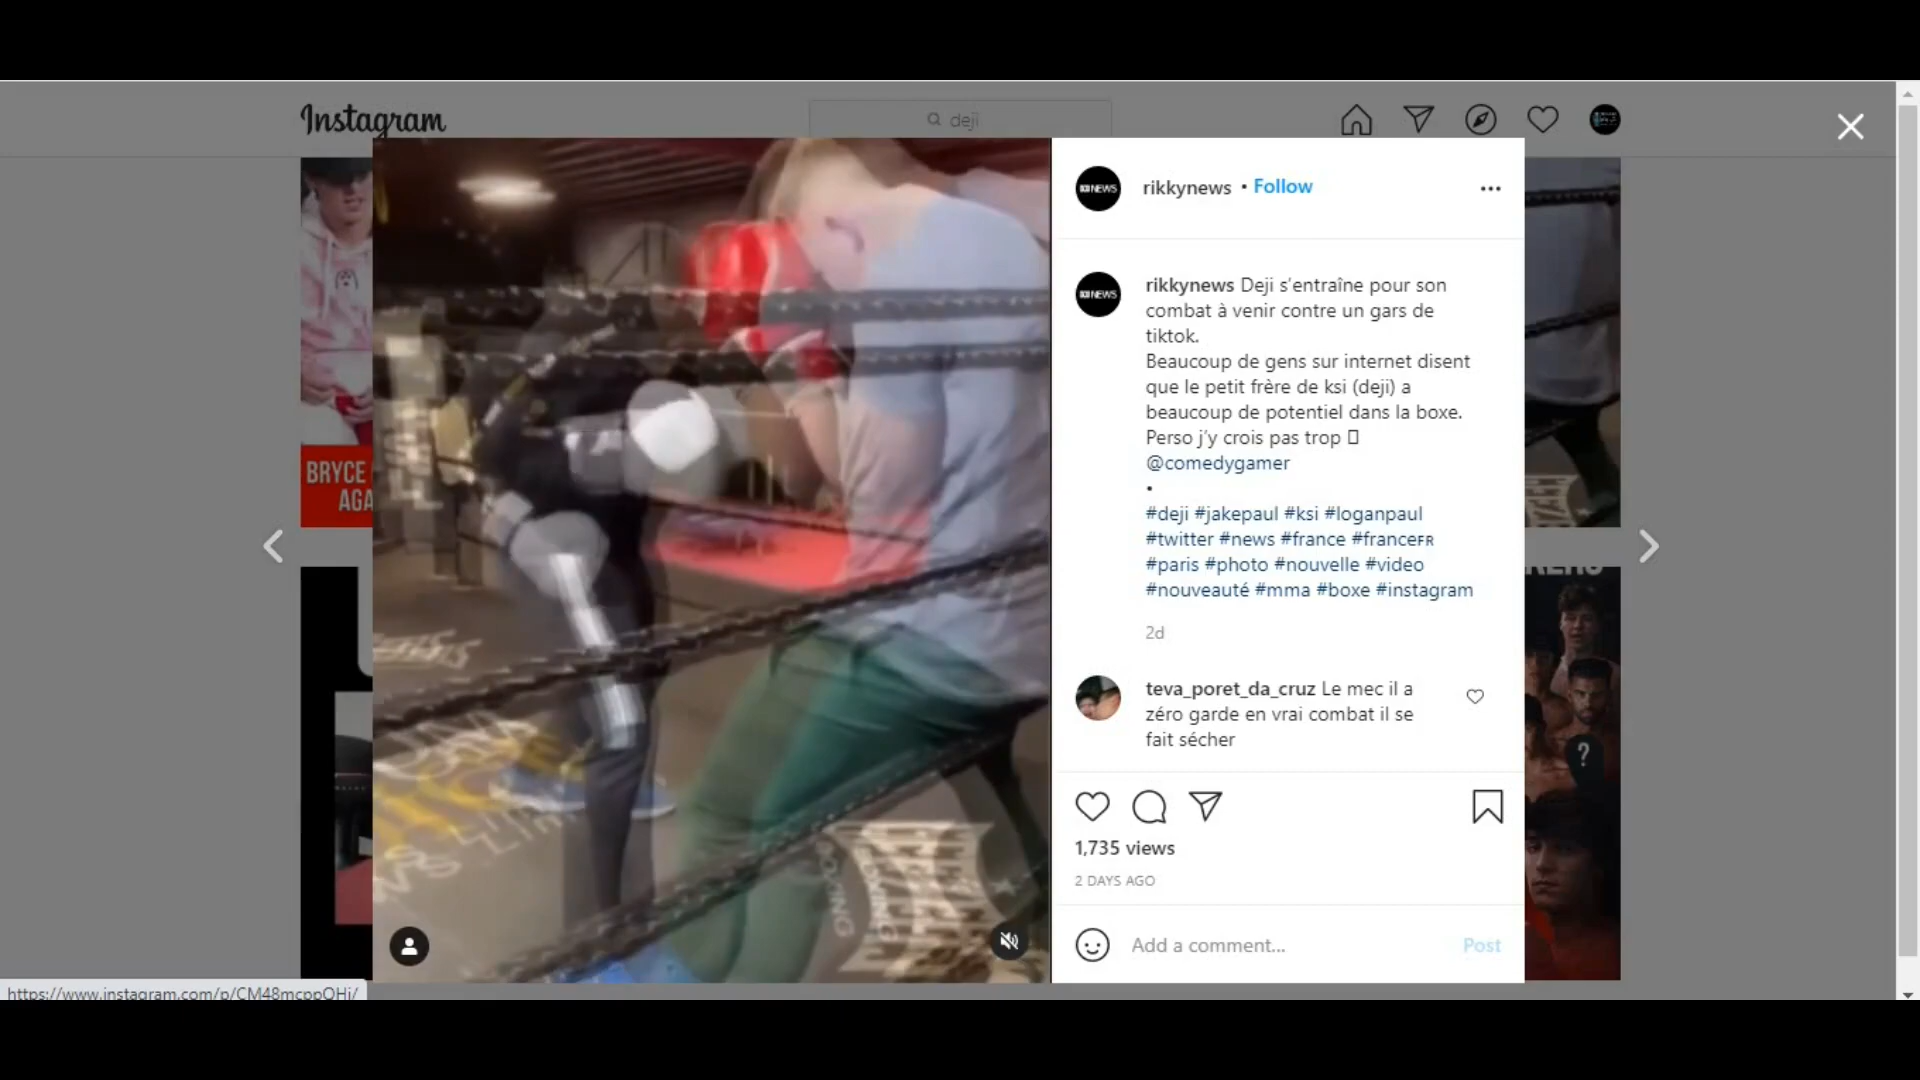 Instagram
deji
BRYCE
AGA
rikkynews • Follow
rikkynews Deji s'entraîne pour son
combat à venir contre un gars de
tiktok.
Beaucoup de gens sur internet disent
que le petit frère de ksi (deji) a
beaucoup de potentiel dans la boxe.
Perso j'y crois pas trop
@comedygamer
•
#deji #jakepaul #ksi #loganpaul
#twitter #news #france #franceFR
#paris #photo #nouvelle #video
#nouveauté #mma #boxe #instagram
2d
teva_poret_da_cruz Le mec il a
zéro garde en vrai combat il se
fait sécher
?
1,735 views
2 DAYS AGO
Add a comment... Post
https://www.instagram.com/p/CM48mcppOHi/